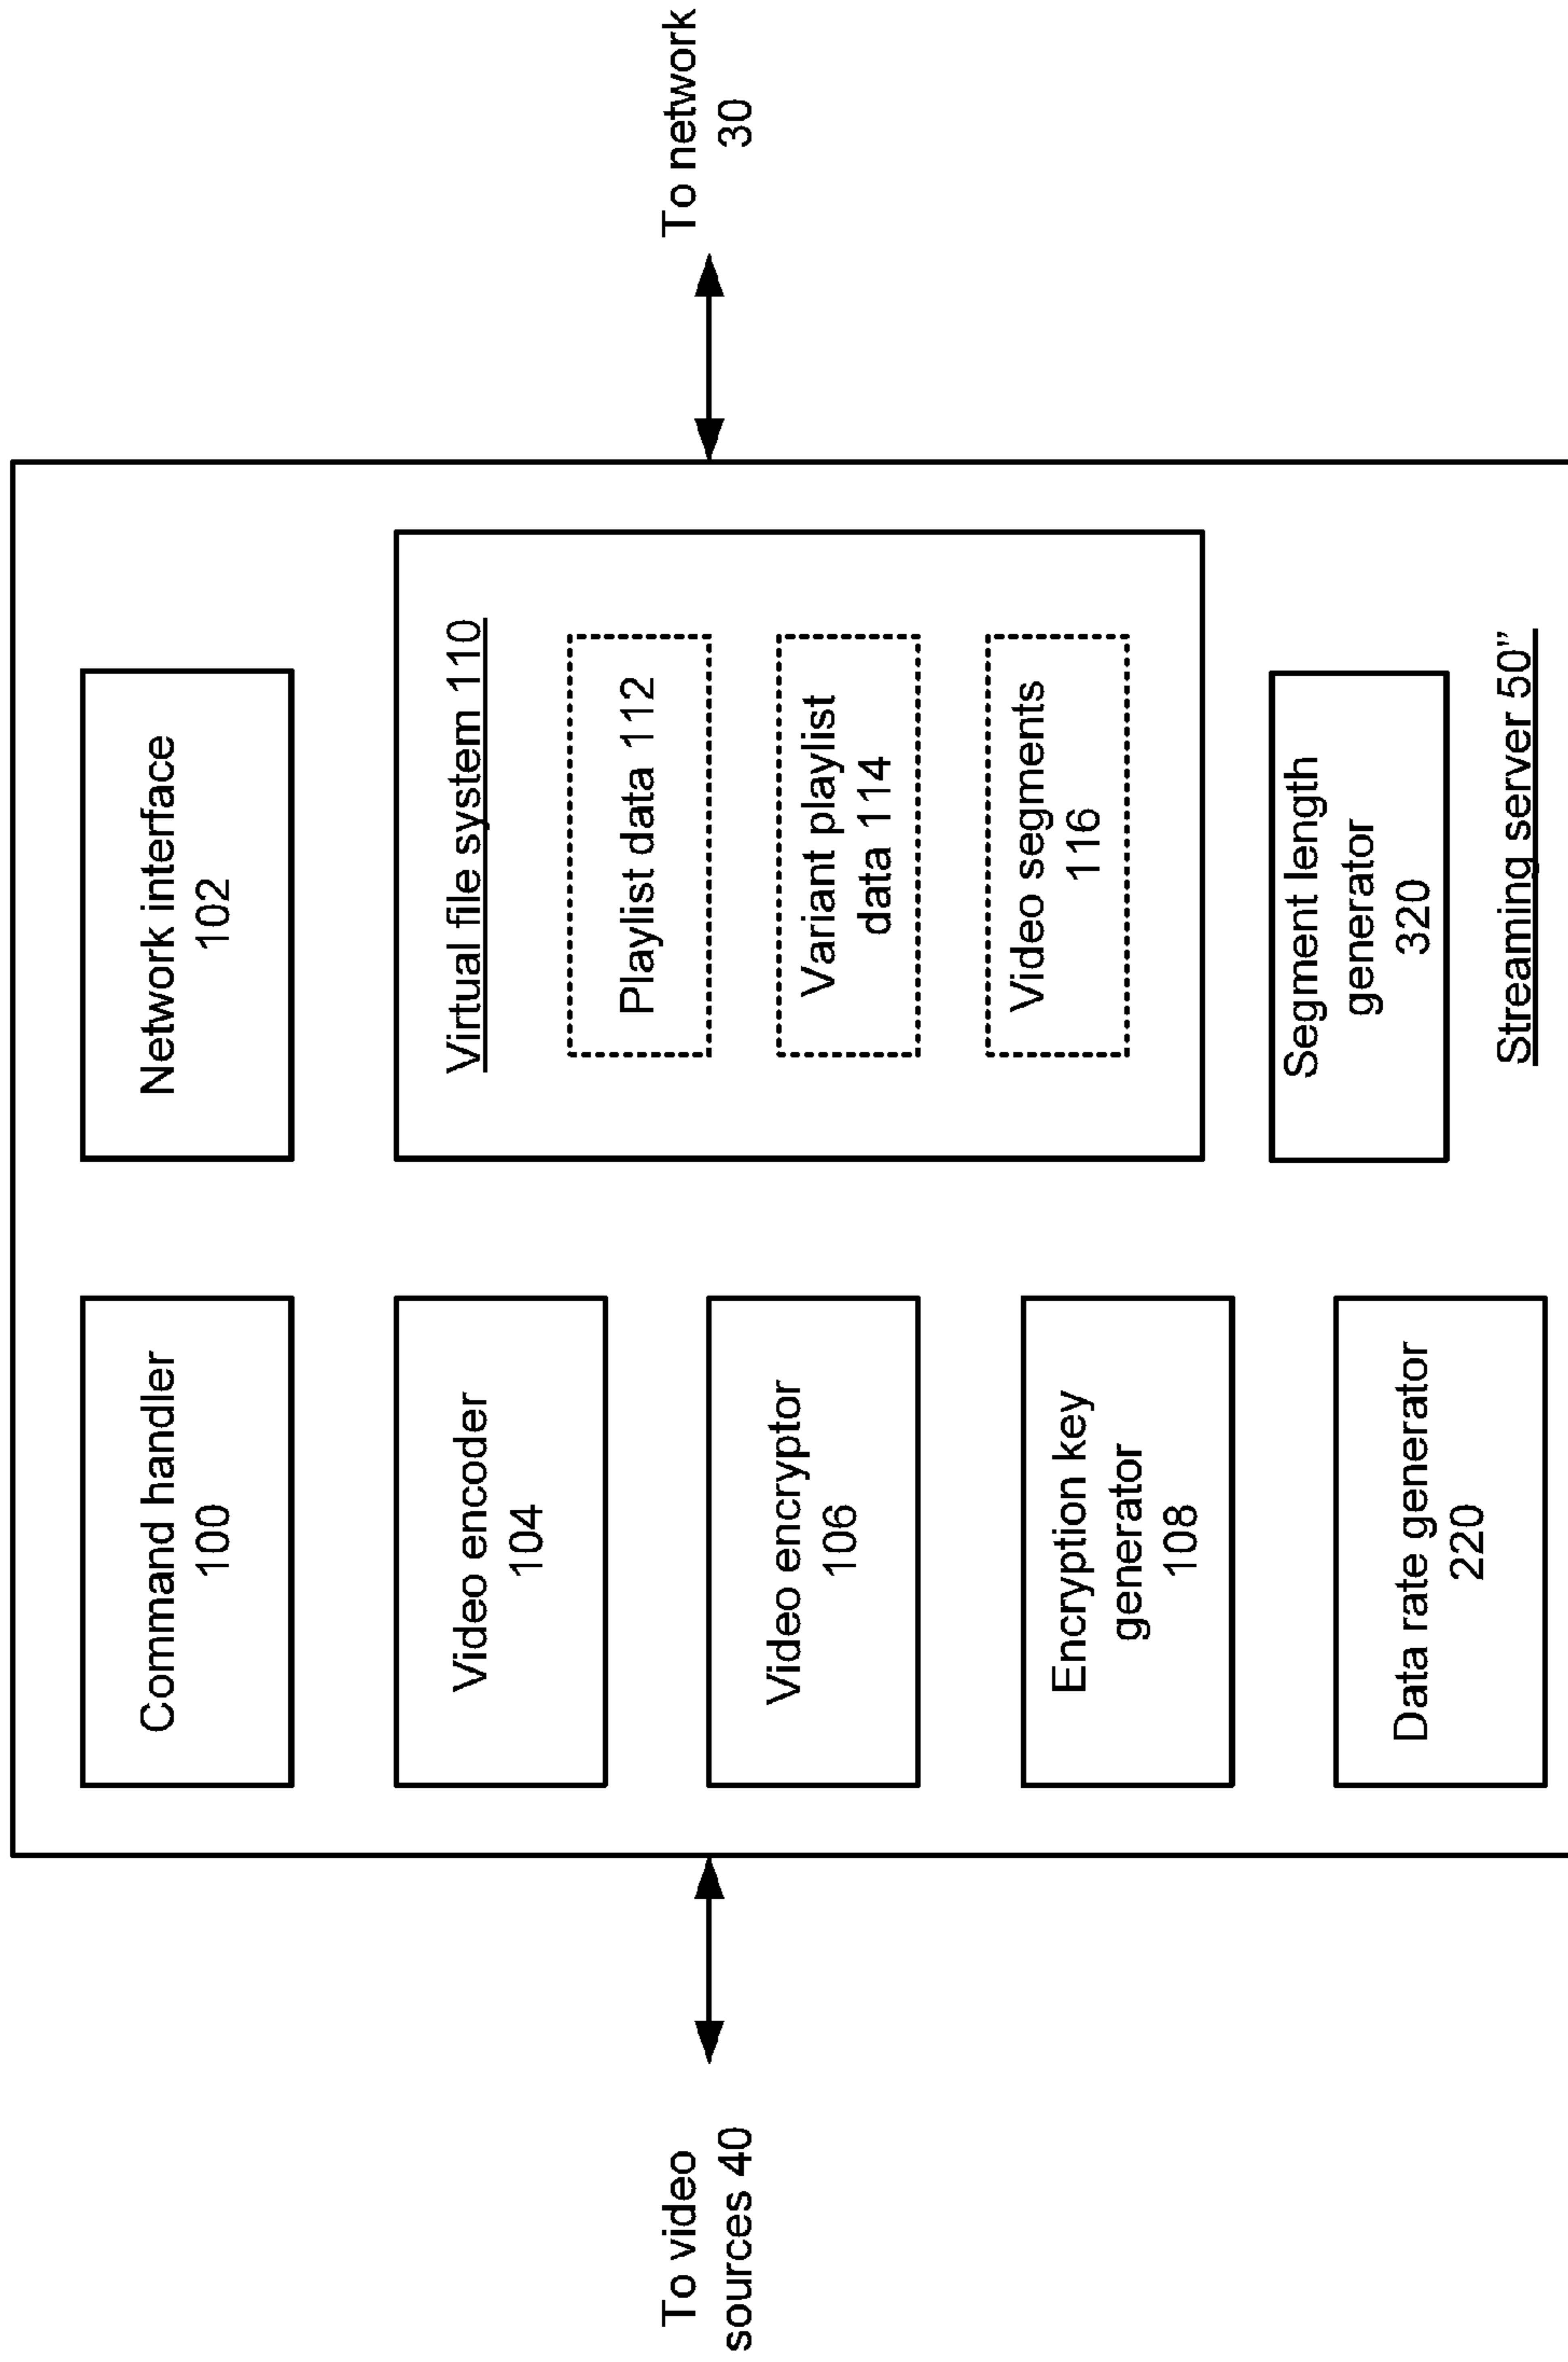 To video
sources 40
Command handler
100
Video encoder
104
Video encryptor
106
Encryption key
generator
108
Data rate generator
220
Network interface
102
Virtual file system 110
Playlist data 112
Variant playlist
data 114
Video segments
116
Segment length
generator
320
Streaming server 50”
To network
30